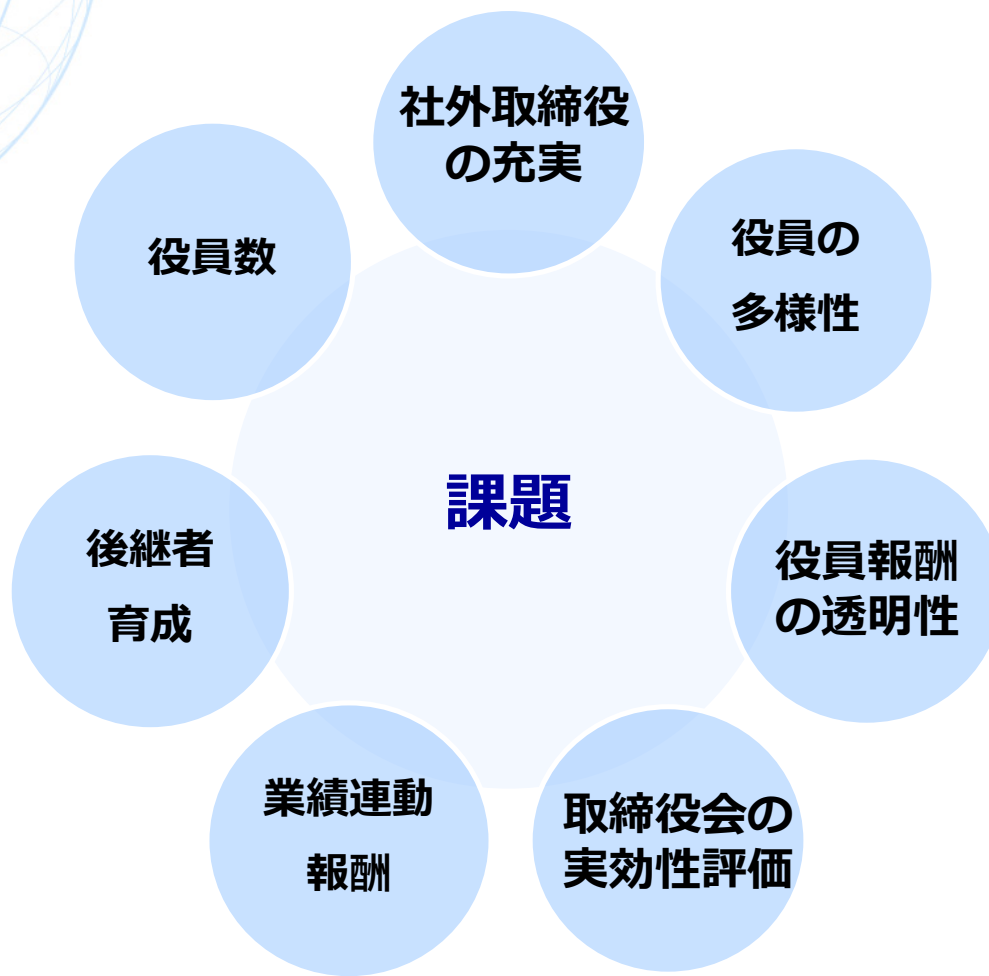 社外取締役
の充実
役員の
多様性
役員報酬
の透明性
取締役会の
実効性評価
業績連動
報酬
後継者
育成
役員数
課題